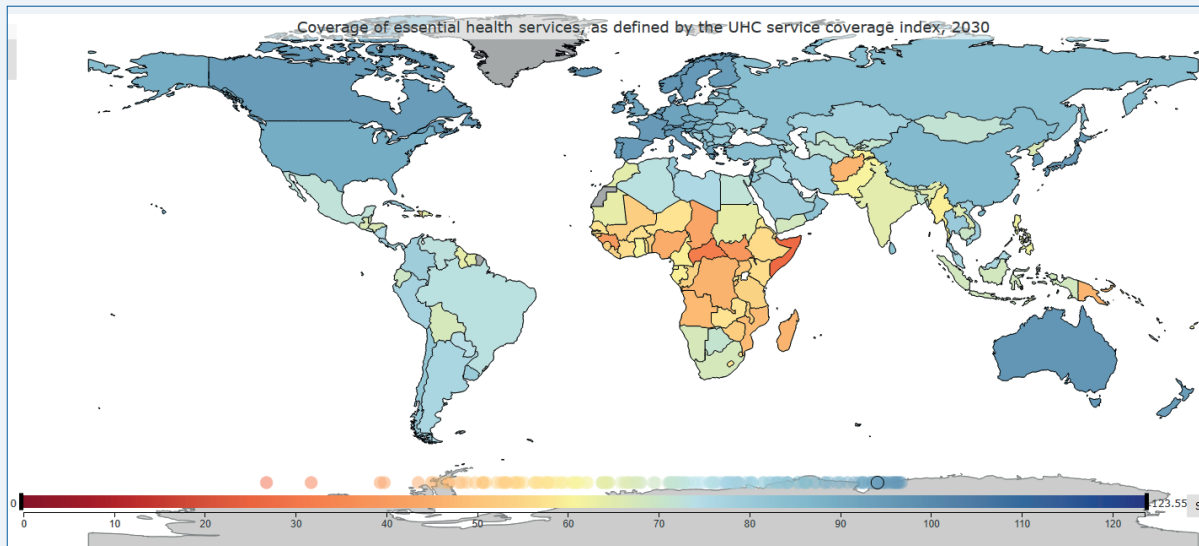 Coverage of essential health services, as defined by the UHC service coverage index, 2030
0
123.55
0 10 20 30 40 50 60 70 80 90 100 110 120